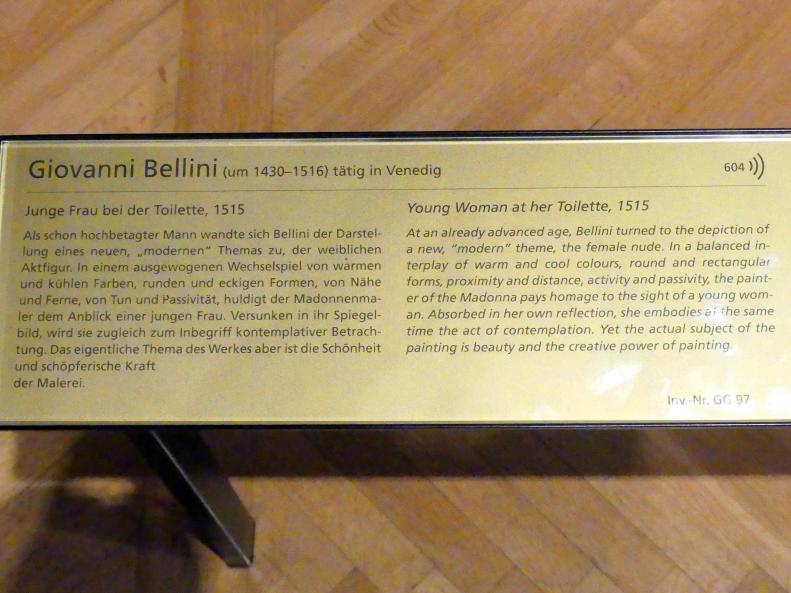 Giovanni Bellini (um 1430–1516) tätig in Venedig
604
Junge Frau bei der Toilette, 1515
Als schon hochbetagter Mann wandte sich Bellini der Darstel-
lung eines neuen, „modernen“ Themas zu, der weiblichen
Aktfigur. In einem ausgewogenen Wechselspiel von wärmen
und kühlen Farben, runden und eckigen Formen, von Nähe
und Ferne, von Tun und Passivität, huldigt der Madonnenma-
ler dem Anblick einer jungen Frau. Versunken in ihr Spiegel-
bild, wird sie zugleich zum Inbegriff kontemplativer Betrach-
tung. Das eigentliche Thema des Werkes aber ist die Schönheit
und schöpferische Kraft
der Malerei.
Young Woman at her Toilette, 1515
At an already advanced age, Bellini turned to the depiction of
a new, “modern” theme, the female nude. In a balanced in-
terplay of warm and cool colours, round and rectangular
forms, proximity and distance, activity and passivity, the paint-
er of the Madonna pays homage to the sight of a young wom-
an. Absorbed in her own reflection, she embodies at the same
time the act of contemplation. Yet the actual subject of the
painting is beauty and the creative power of painting.
Inv.-Nr. GG 97